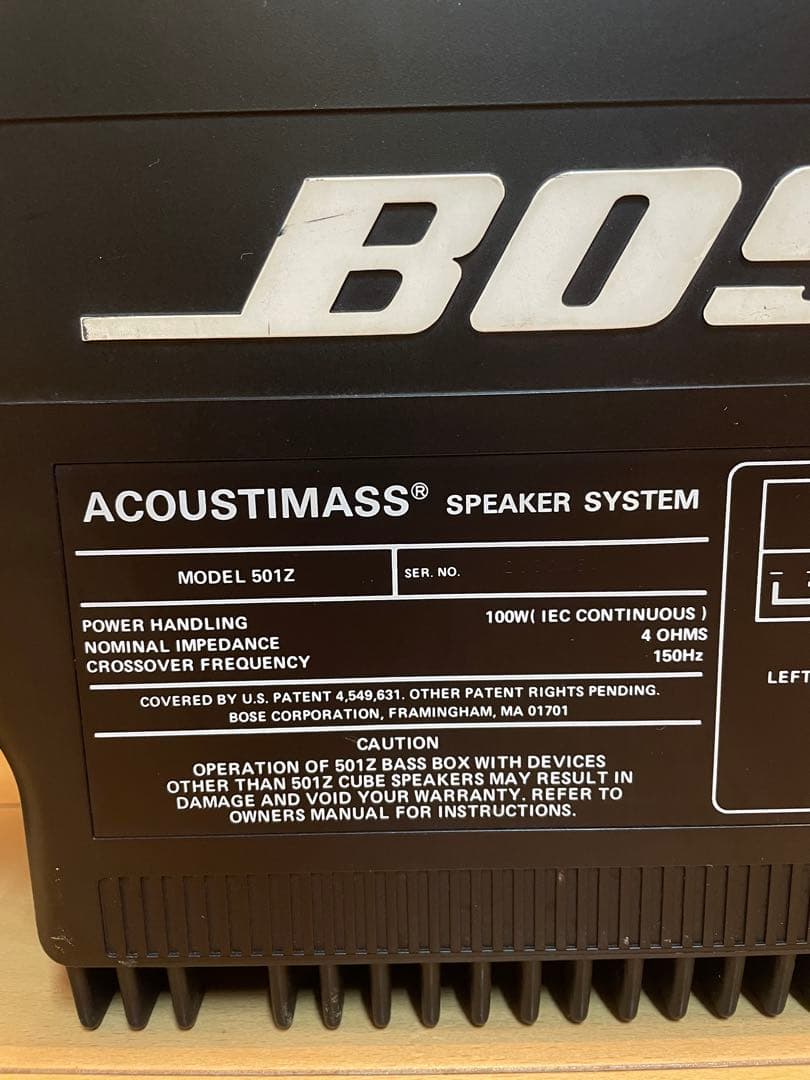 BOS
ACOUSTIMASS® SPEAKER SYSTEM
MODEL 501Z
SER. NO.
POWER HANDLING 100W( IEC CONTINUOUS )
NOMINAL IMPEDANCE 4 OHMS
CROSSOVER FREQUENCY 150Hz
COVERED BY U.S. PATENT 4,549,631. OTHER PATENT RIGHTS PENDING.
BOSE CORPORATION, FRAMINGHAM, MA 01701
CAUTION
OPERATION OF 501Z BASS BOX WITH DEVICES
OTHER THAN 501Z CUBE SPEAKERS MAY RESULT IN
DAMAGE AND VOID YOUR WARRANTY. REFER TO
OWNERS MANUAL FOR INSTRUCTIONS.
LEFT